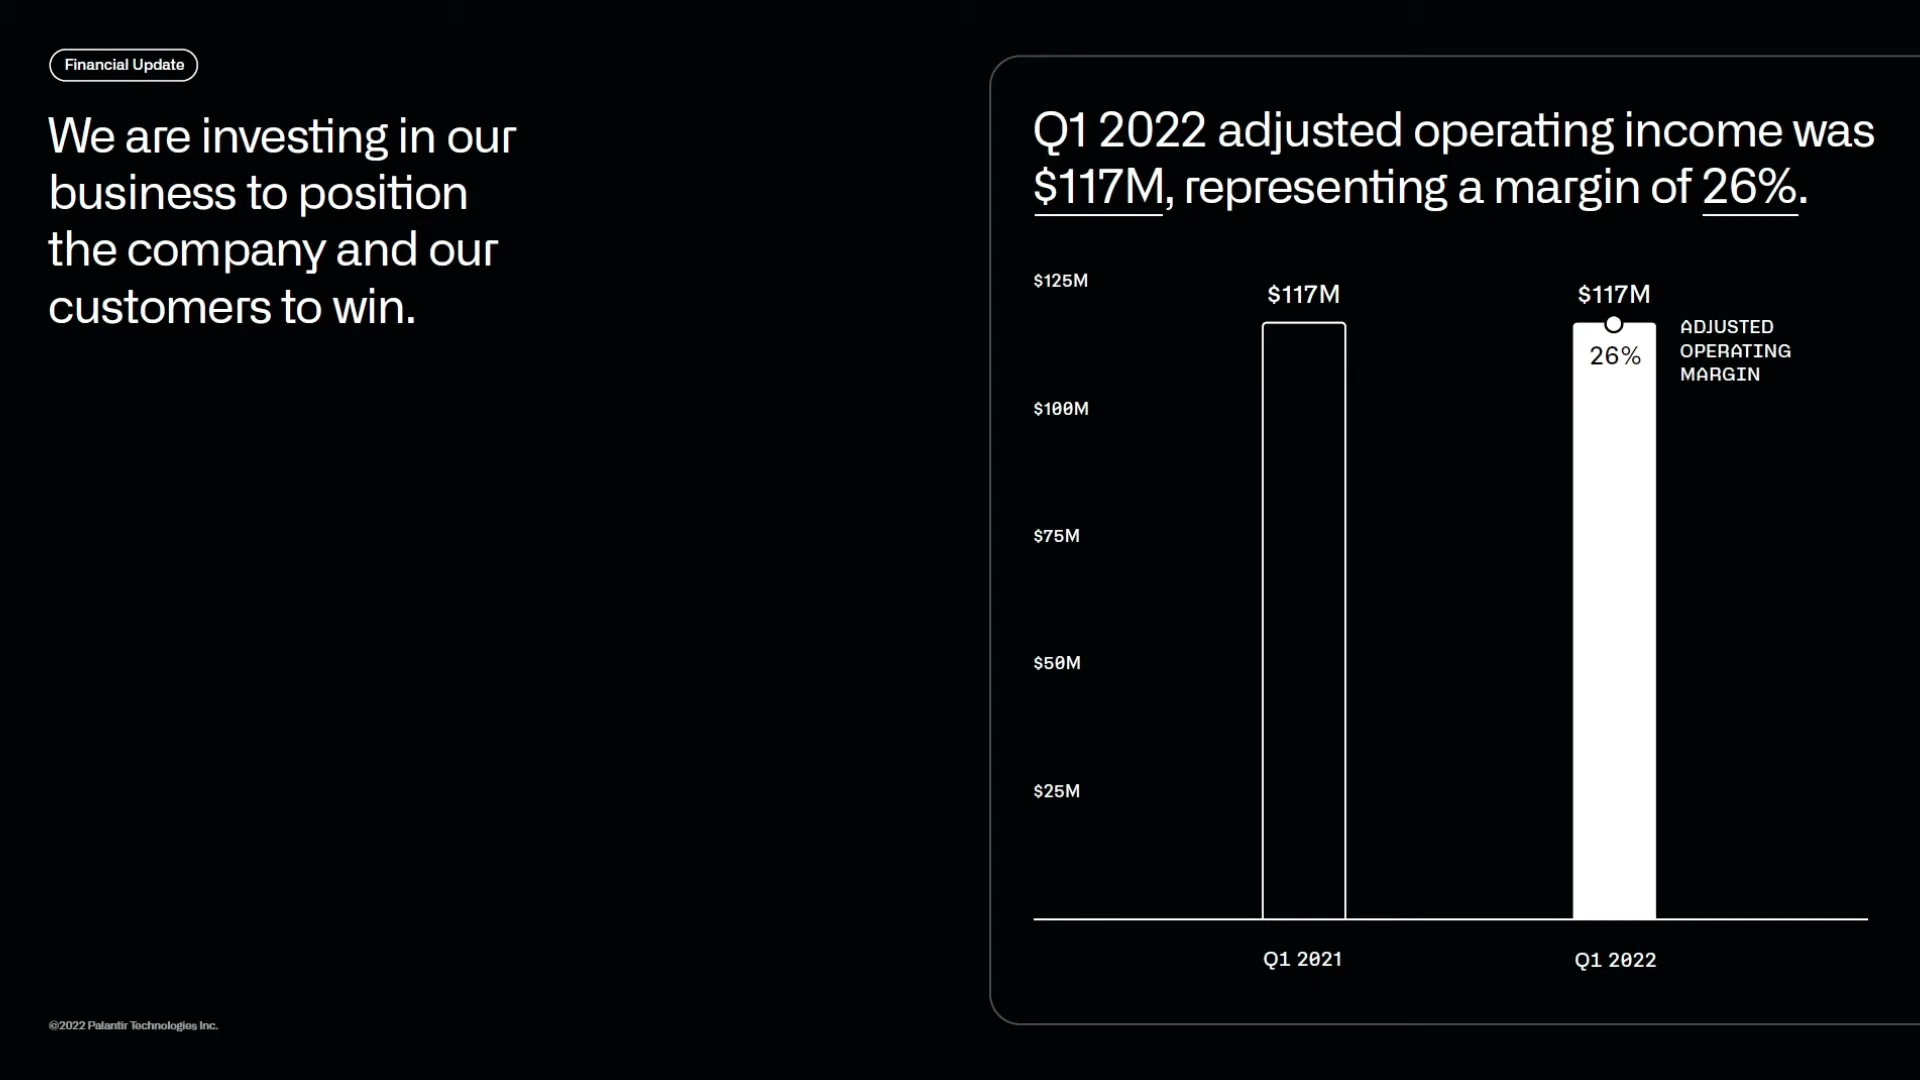 Financial Update
We are investing in our
business to position
the company and our
customers to win.
Q1 2022 adjusted operating income was
$117M, representing a margin of 26%.
$125M
$100M
$75M
$50M
$25M
$117M
$117M
26%
ADJUSTED
OPERATING
MARGIN
Q1 2021
Q1 2022
©2022 Palantir Technologies Inc.